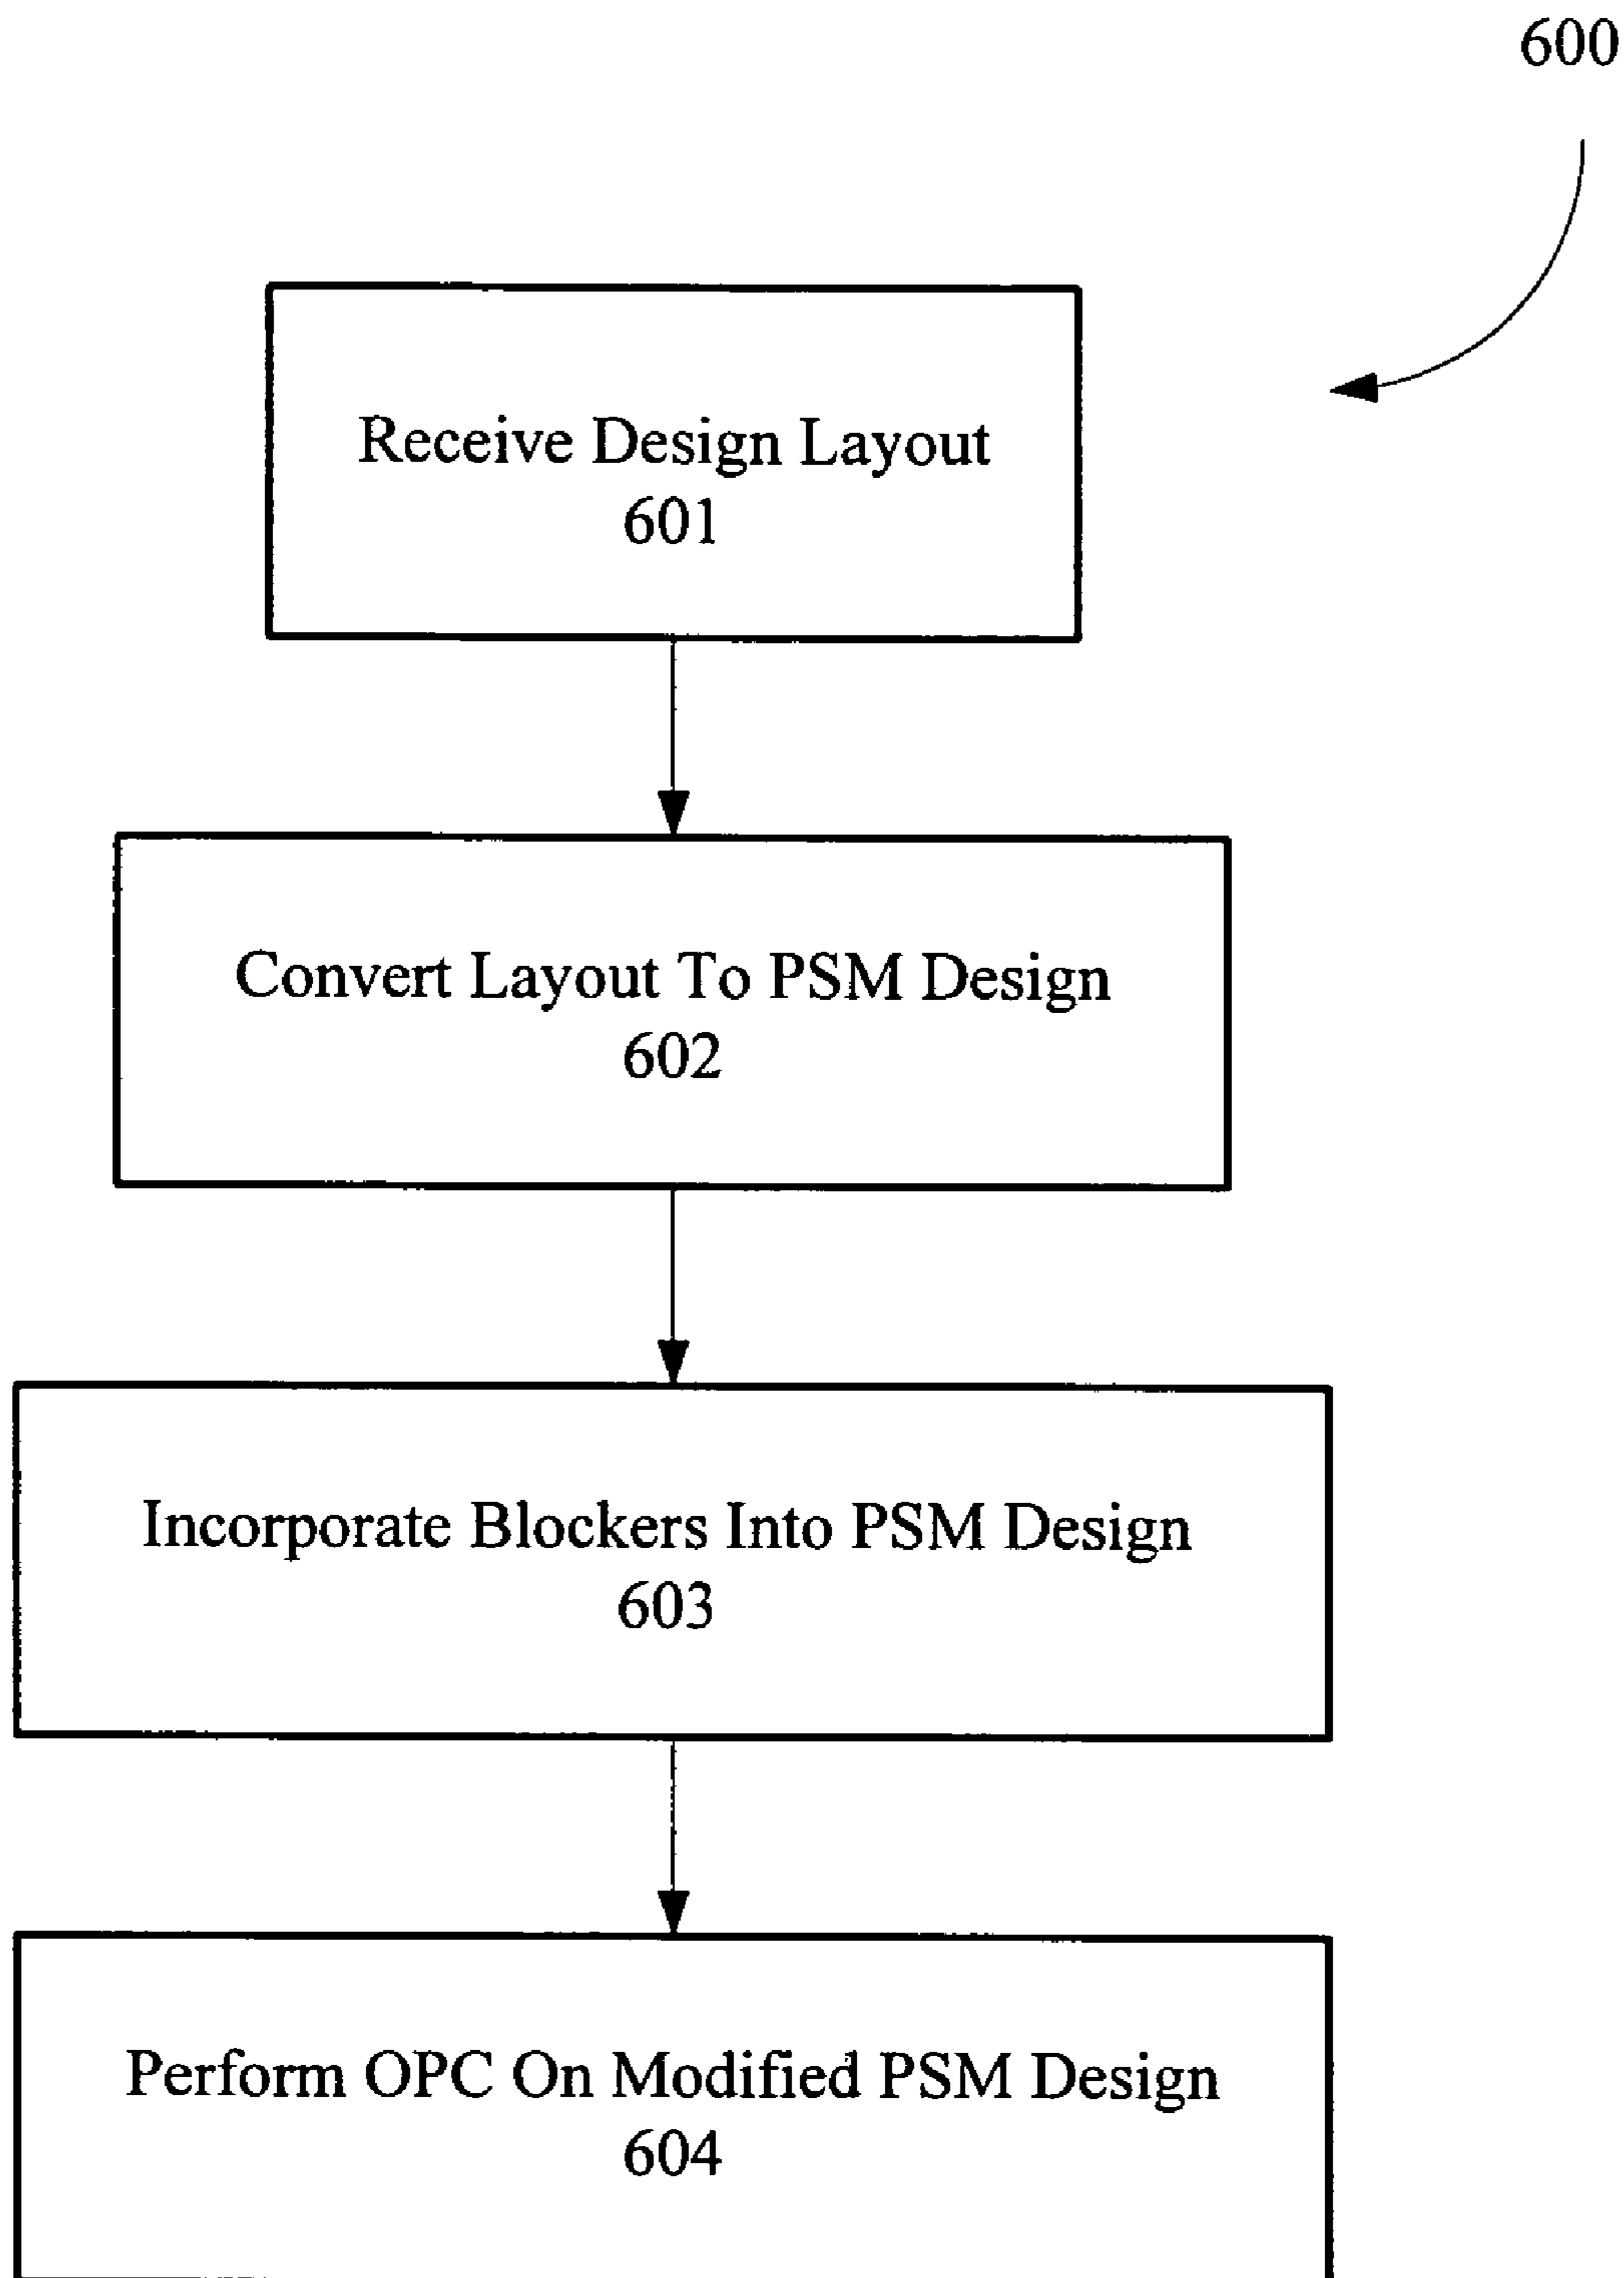 600
Receive Design Layout
601
Convert Layout To PSM Design
602
Incorporate Blockers Into PSM Design
603
Perform OPC On Modified PSM Design
604